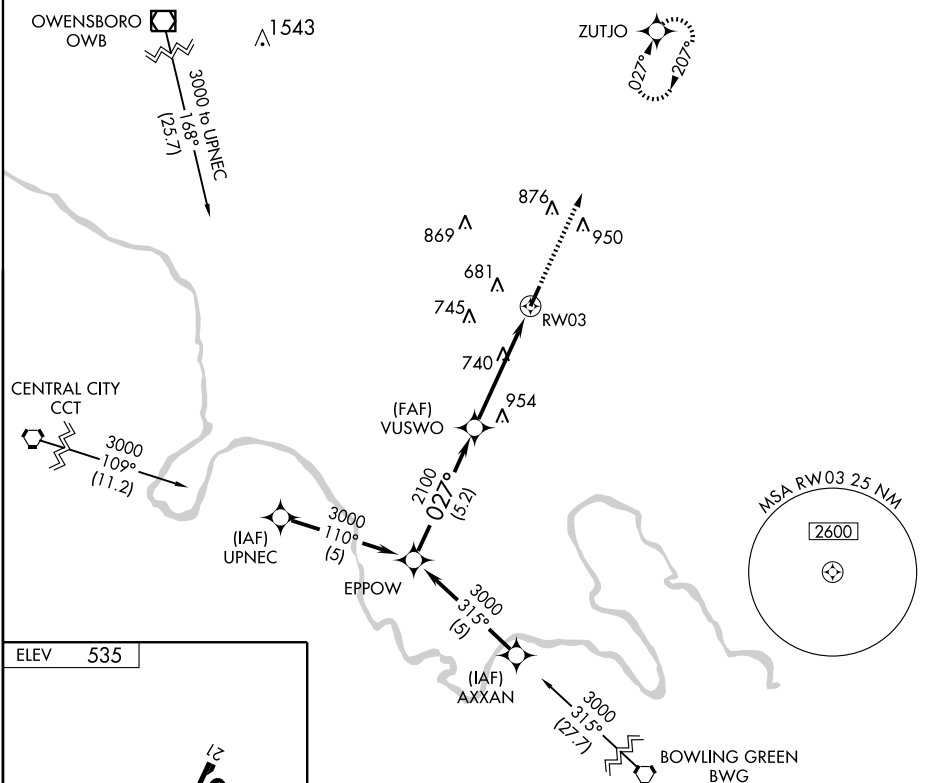 OWENSBORO
OWB
1543
3000 to UPNEC
168°
(25.7)
ZUTJO
027°
207°
876
950
869
681
745
RW03
740
CENTRAL CITY
CCT
3000
109°
(11.2)
(FAF)
VUSWO
954
2100
027°
(5.2)
MSA RW03 25 NM
2600
(IAF)
UPNEC
3000
110°
(5)
EPPOW
3000
315°
(5)
(IAF)
AXXAN
3000
315°
(27.7)
BOWLING GREEN
BWG
ELEV 535
21